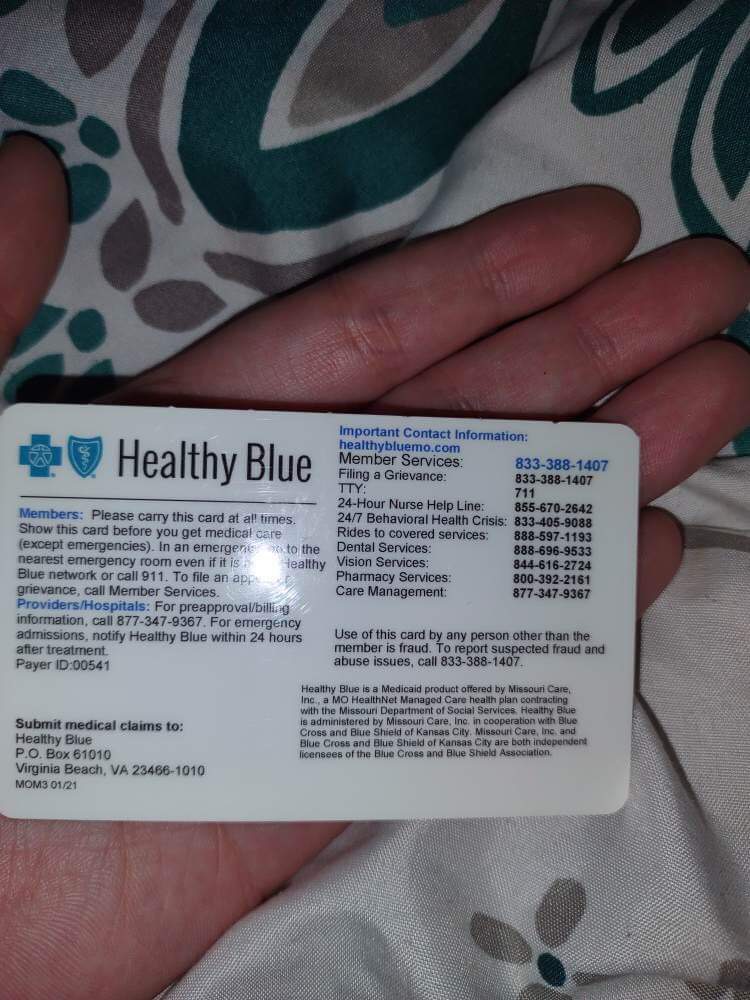 Healthy Blue
Members: Please carry this card at all times.
Show this card before you get medical care
(except emergencies). In an emergency to the
nearest emergency room even if it is Healthy
Blue network or call 911. To file an
grievance, call Member Services.
Providers/Hospitals: For preapproval/billing
information, call 877-347-9367. For emergency
admissions, notify Healthy Blue within 24 hours
after treatment.
Payer ID:00541
Submit medical claims to:
Healthy Blue
P.O. Box 61010
Virginia Beach, VA 23466-1010
MOM3 01/21
Important Contact Information:
healthybluemo.com
Member Services: 833-388-1407
Filing a Grievance: 833-388-1407
TTY: 711
24-Hour Nurse Help Line: 855-670-2642
24/7 Behavioral Health Crisis: 833-405-9088
Rides to covered services: 888-597-1193
Dental Services: 888-696-9533
Vision Services: 844-616-2724
Pharmacy Services: 800-392-2161
Care Management: 877-347-9367
Use of this card by any person other than the
member is fraud. To report suspected fraud and
abuse issues, call 833-388-1407.
Healthy Blue is a Medicaid product offered by Missouri Care,
Inc., a MO HealthNet Managed Care health plan contracting
with the Missouri Department of Social Services. Healthy Blue
is administered by Missouri Care, Inc. in cooperation with Blue
Cross and Blue Shield of Kansas City. Missouri Care, Inc. and
Blue Cross and Blue Shield of Kansas City are both independent
licensees of the Blue Cross and Blue Shield Association.